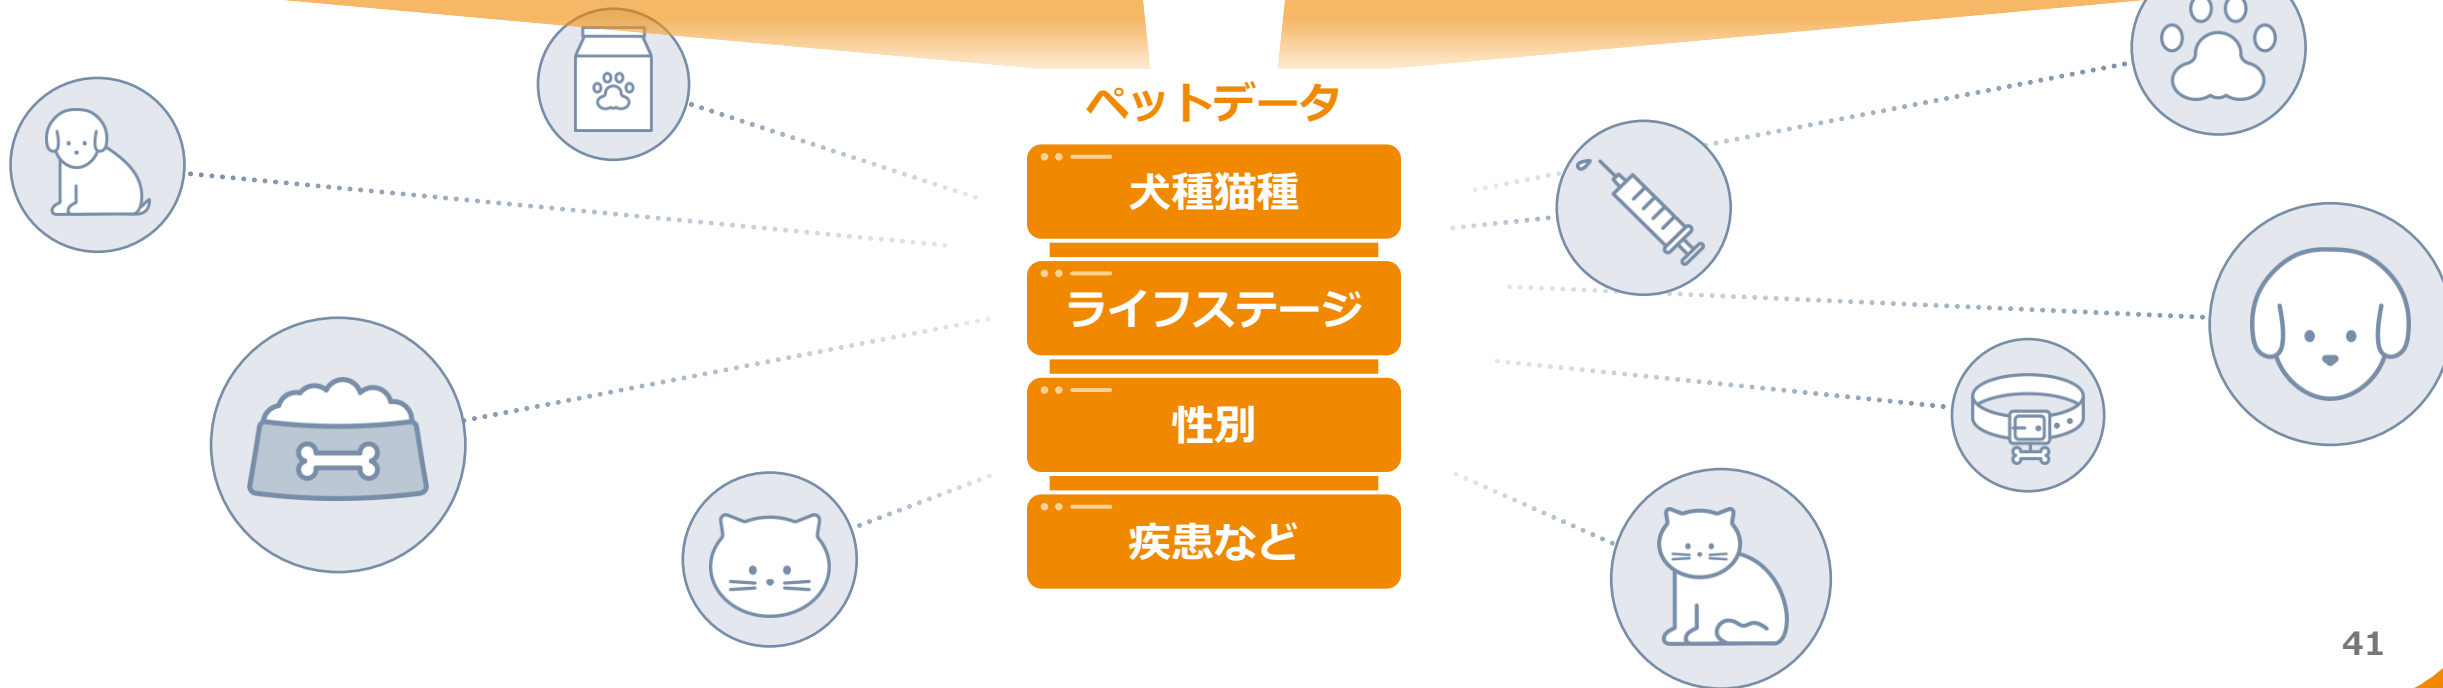 ペットデータ
犬種猫種
ライフステージ
性別
疾患など
41